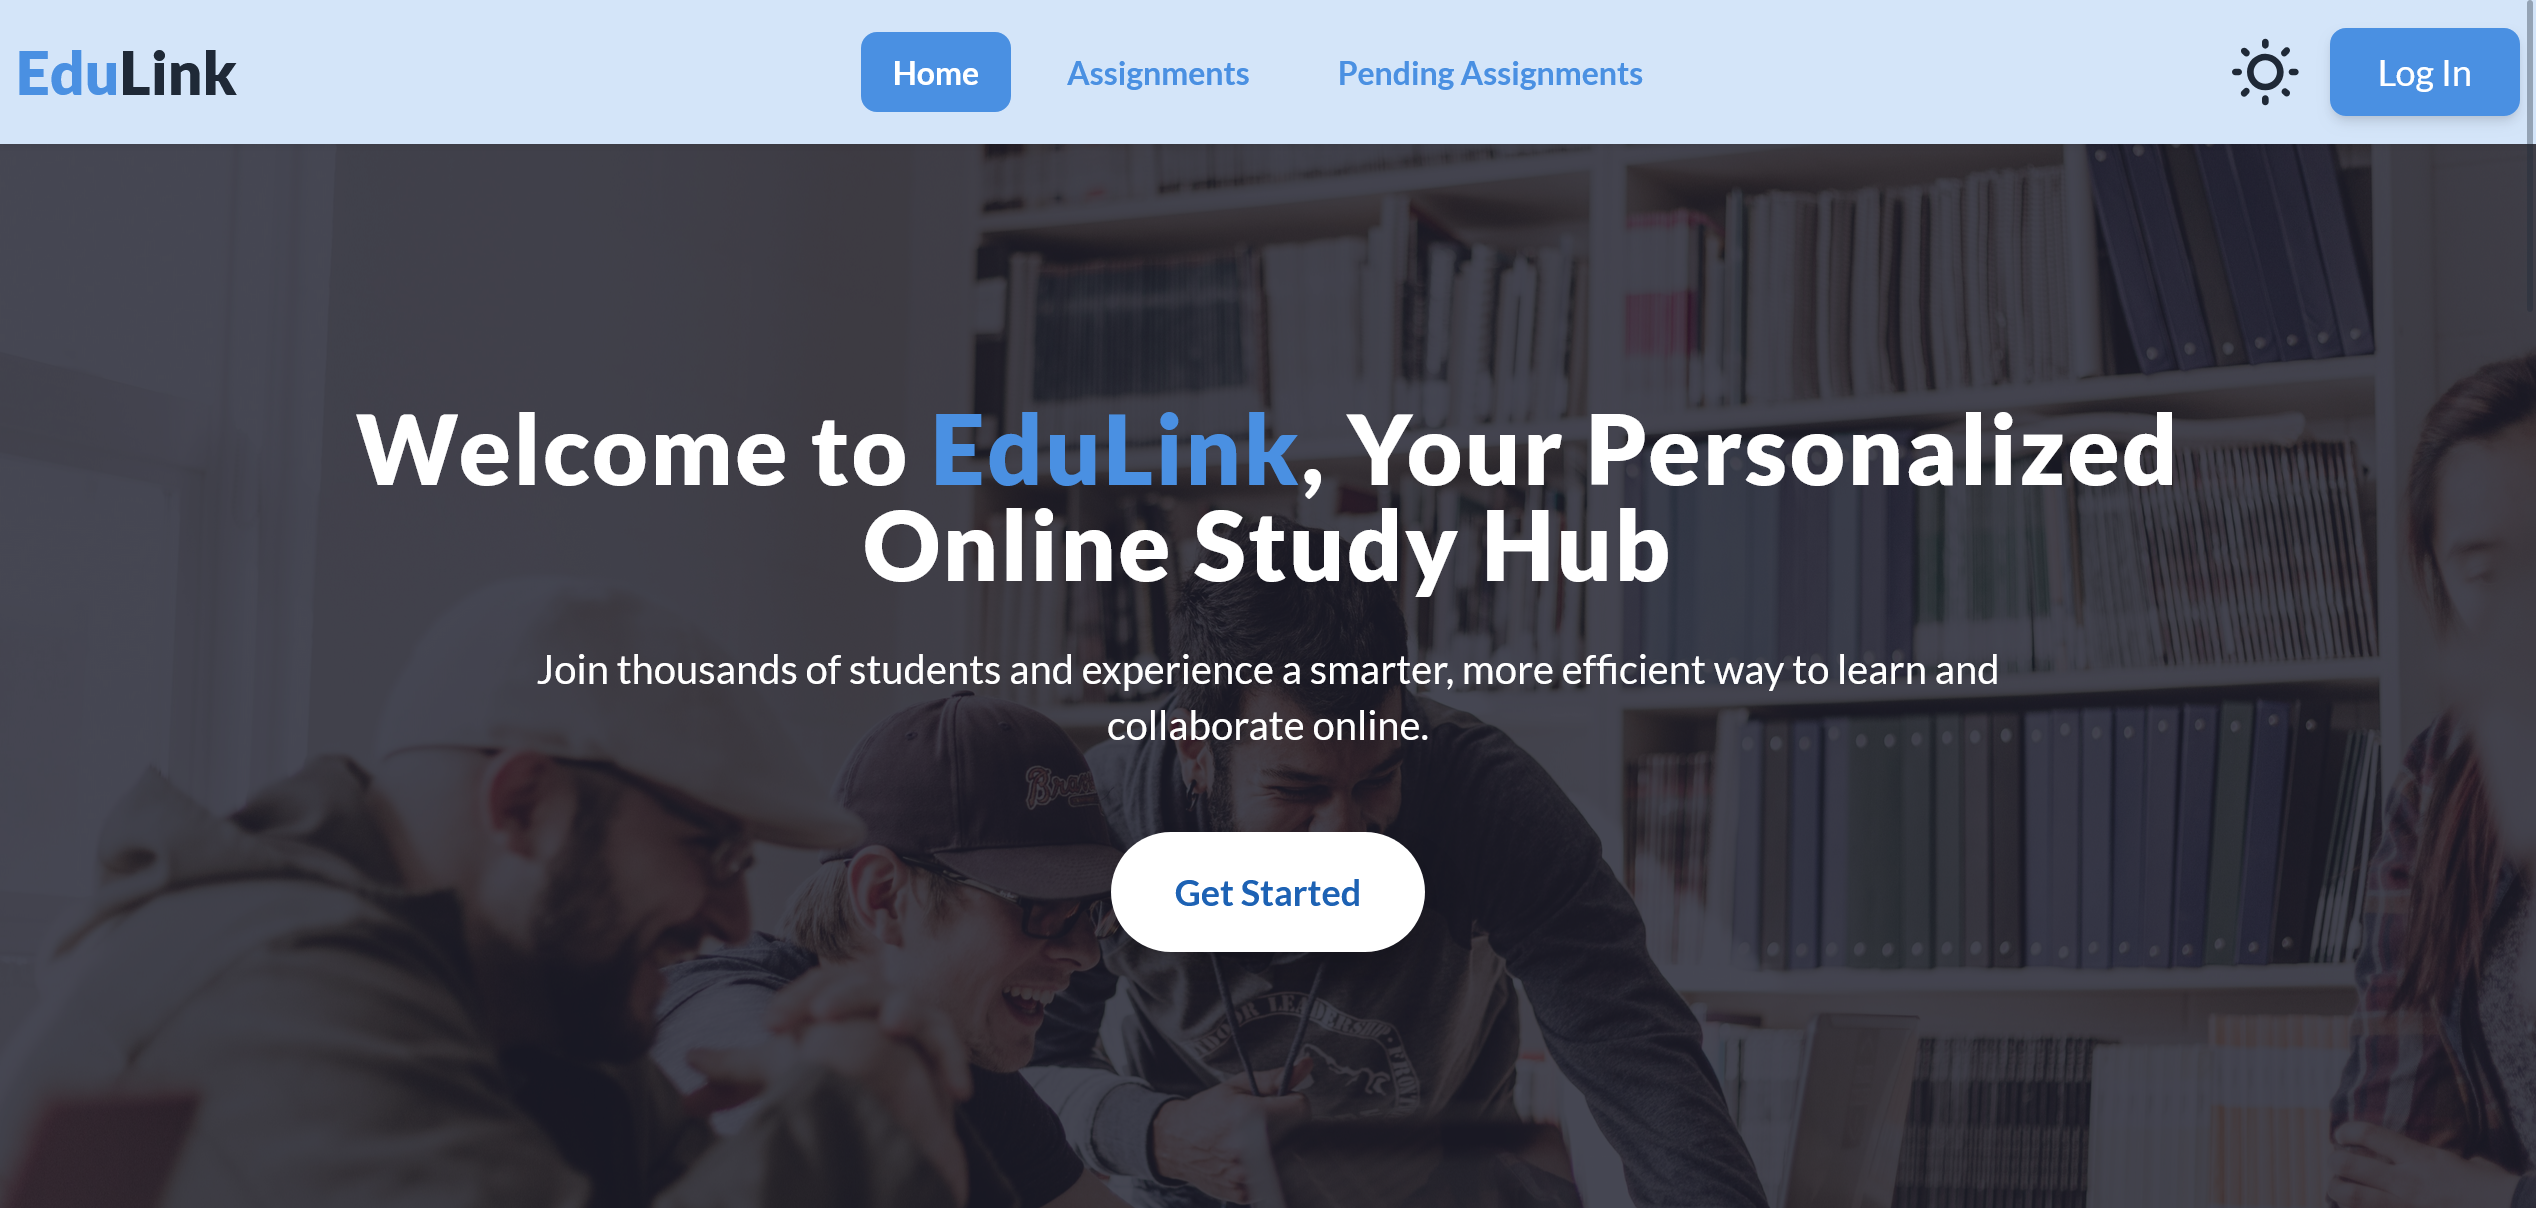 EduLink
Home Assignments Pending Assignments
Log In
Welcome to EduLink, Your Personalized
Online Study Hub
Join thousands of students and experience a smarter, more efficient way to learn and
collaborate online.
Get Started